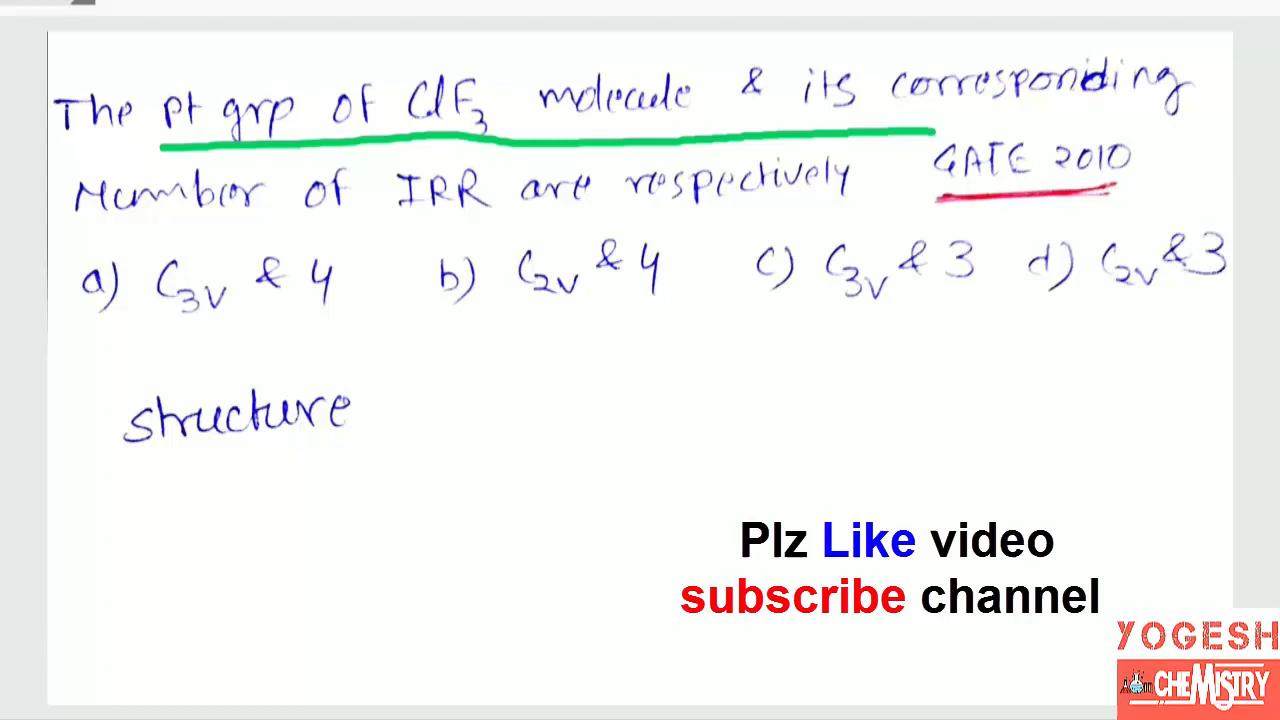 The pt grp of ClF3 molecule & its corresponding
Number of IRR are respectively GATE 2010
a) C3v & 4 b) C2v & 4 c) C3v & 3 d) C2v & 3
structure
Plz Like video
subscribe channel
YOGESH
CHEMISTRY